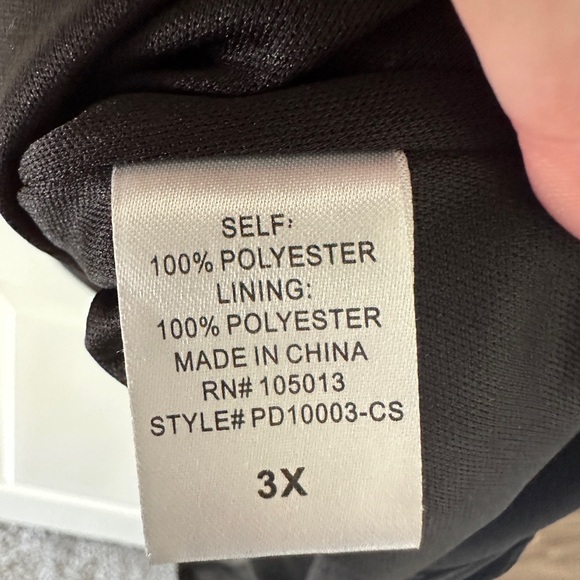 SELF:
100% POLYESTER
LINING:
100% POLYESTER
MADE IN CHINA
RN# 105013
STYLE# PD10003-CS
3X